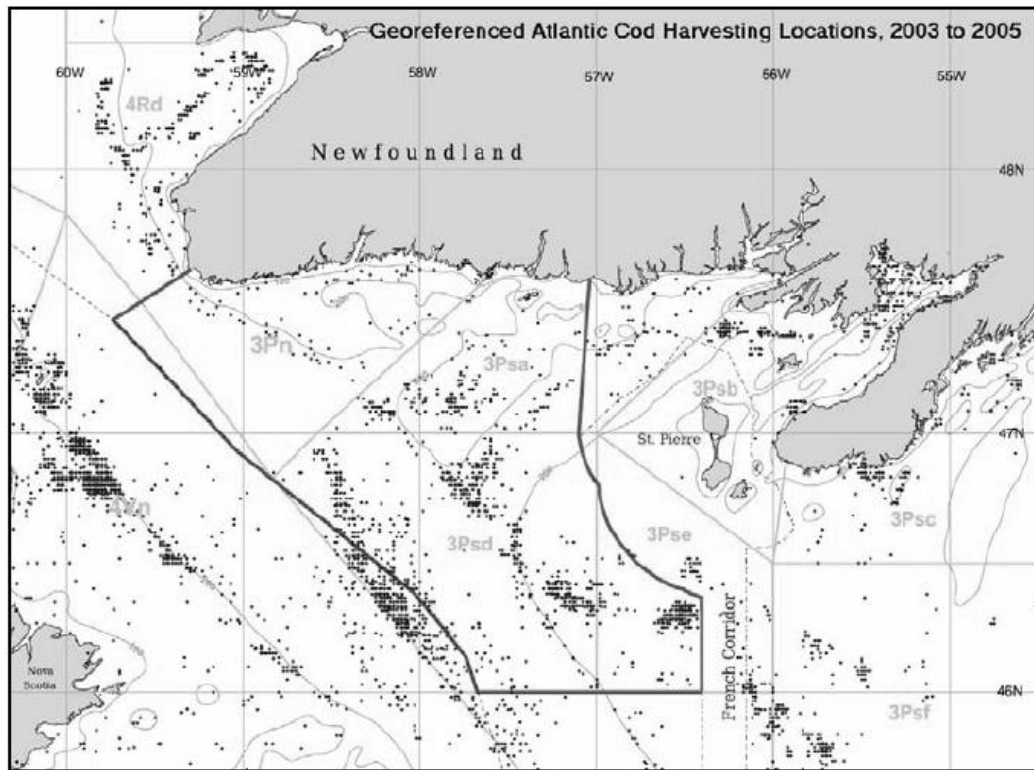 Georeferenced Atlantic Cod Harvesting Locations, 2003 to 2005
60W 59W 58W 57W 56W 55W
4Rd
Newfoundland
48N
3Pn
3Psa
3Psb
St. Pierre
47N
4Vn
3Psd
3Pse
3Psc
Nova
Scotia
French Corridor
46N
3Psf